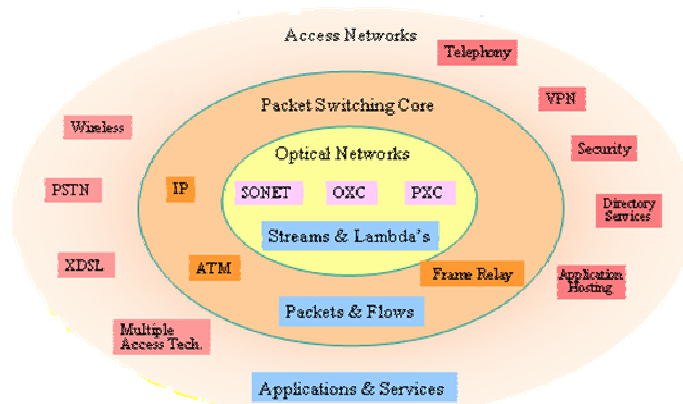 Access Networks
Telephony
Packet Switching Core
VPN
Wireless
Optical Networks
Security
PSTN
IP
SONET
OXC
PXC
Directory
Services
Streams & Lambda's
XDSL
ATM
Frame Relay
Application
Hosting
Packets & Flows
Multiple
Access Tech.
Applications & Services